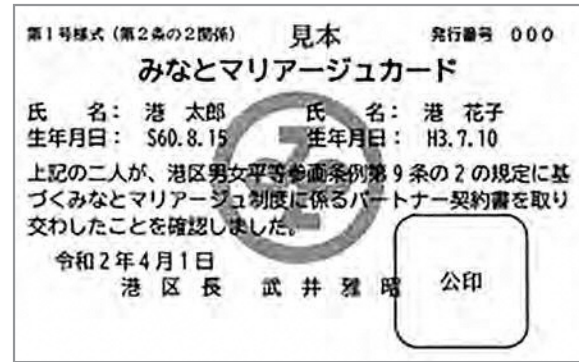 第1号様式（第2条の2関係） 見本 発行番号 000
みなとマリアージュカード
氏 名： 港 太郎 氏 名： 港 花子
生年月日： S60.8.15 生年月日： H3.7.10
上記の二人が、港区男女平等参画条例第9条の2の規定に基
づくみなとマリアージュ制度に係るパートナー契約書を取り
交わしたことを確認しました。
令和2年4月1日
港 区 長 武 井 雅 昭 公印